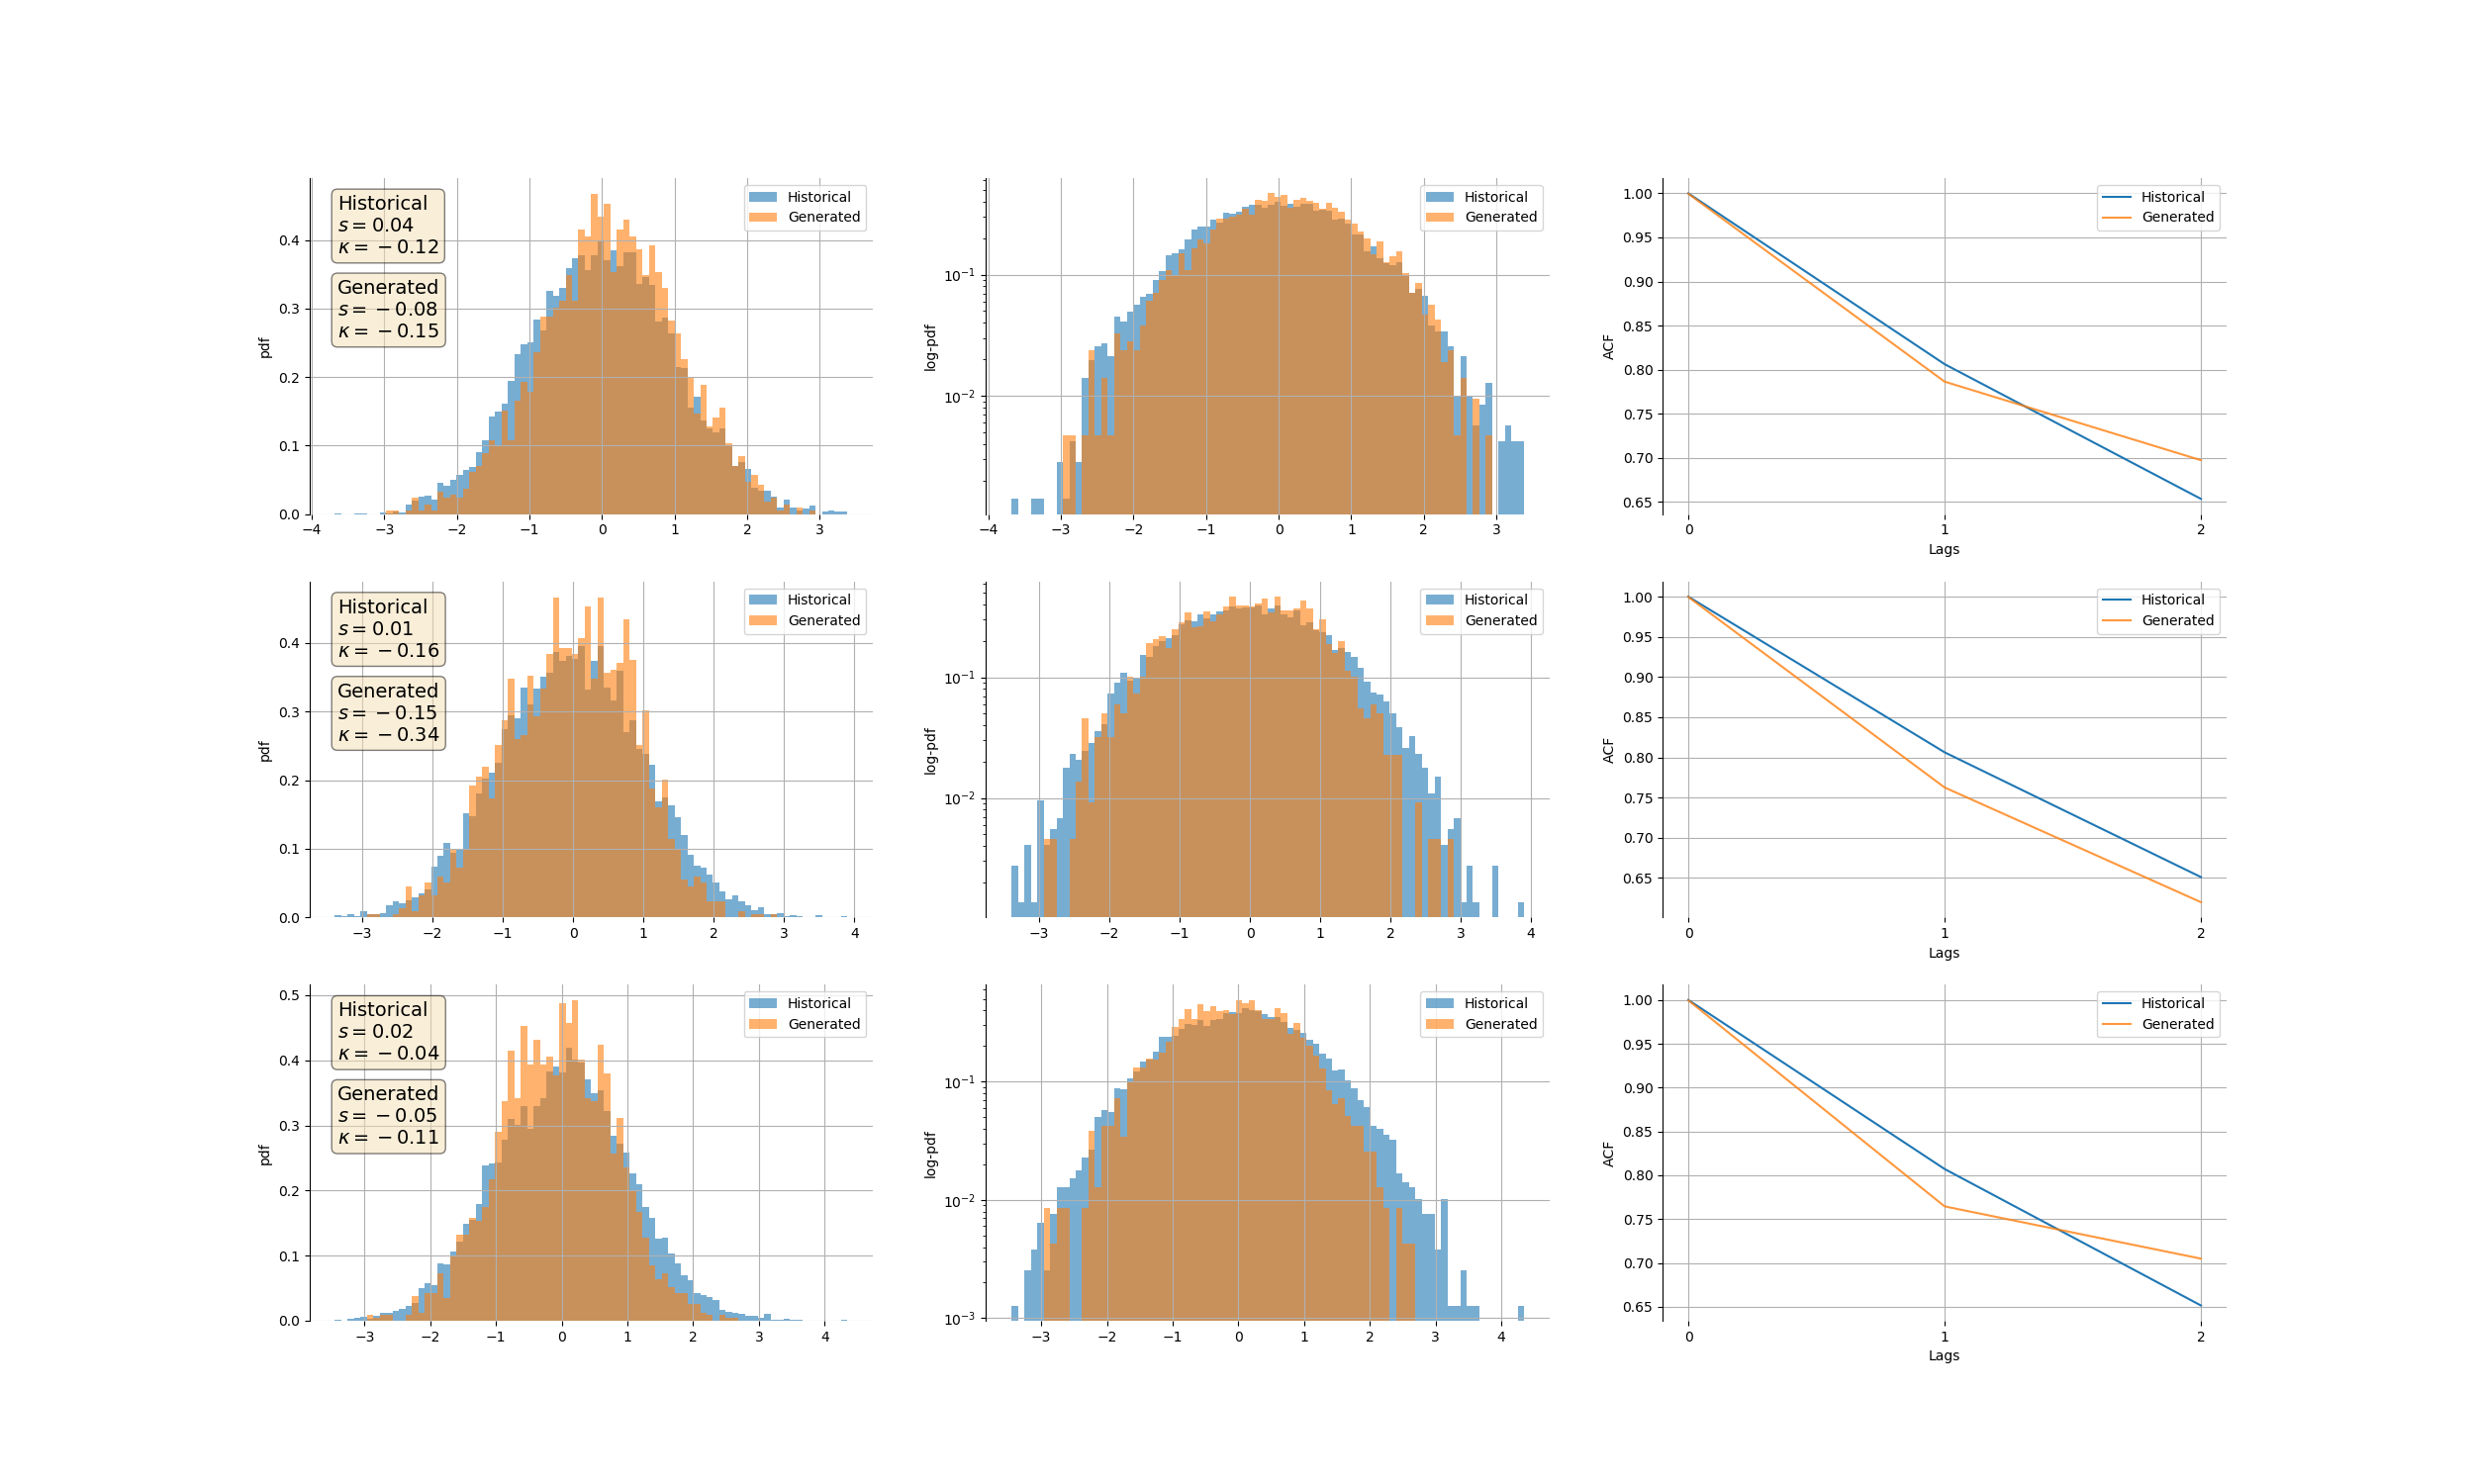 Historical
s = 0.04
κ = −0.12
Generated
s = −0.08
κ = −0.15
Historical
Generated
pdf
0.4
0.3
0.2
0.1
0.0
−4 −3 −2 −1 0 1 2 3
Historical
Generated
log-pdf
10⁻¹
10⁻²
−4 −3 −2 −1 0 1 2 3
Historical
Generated
ACF
1.00
0.95
0.90
0.85
0.80
0.75
0.70
0.65
0 1 2
Lags
Historical
s = 0.01
κ = −0.16
Generated
s = −0.15
κ = −0.34
Historical
Generated
pdf
0.4
0.3
0.2
0.1
0.0
−3 −2 −1 0 1 2 3 4
Historical
Generated
log-pdf
10⁻¹
10⁻²
−3 −2 −1 0 1 2 3 4
Historical
Generated
ACF
1.00
0.95
0.90
0.85
0.80
0.75
0.70
0.65
0 1 2
Lags
Historical
s = 0.02
κ = −0.04
Generated
s = −0.05
κ = −0.11
Historical
Generated
pdf
0.5
0.4
0.3
0.2
0.1
0.0
−3 −2 −1 0 1 2 3 4
Historical
Generated
log-pdf
10⁻¹
10⁻²
10⁻³
−3 −2 −1 0 1 2 3 4
Historical
Generated
ACF
1.00
0.95
0.90
0.85
0.80
0.75
0.70
0.65
0 1 2
Lags